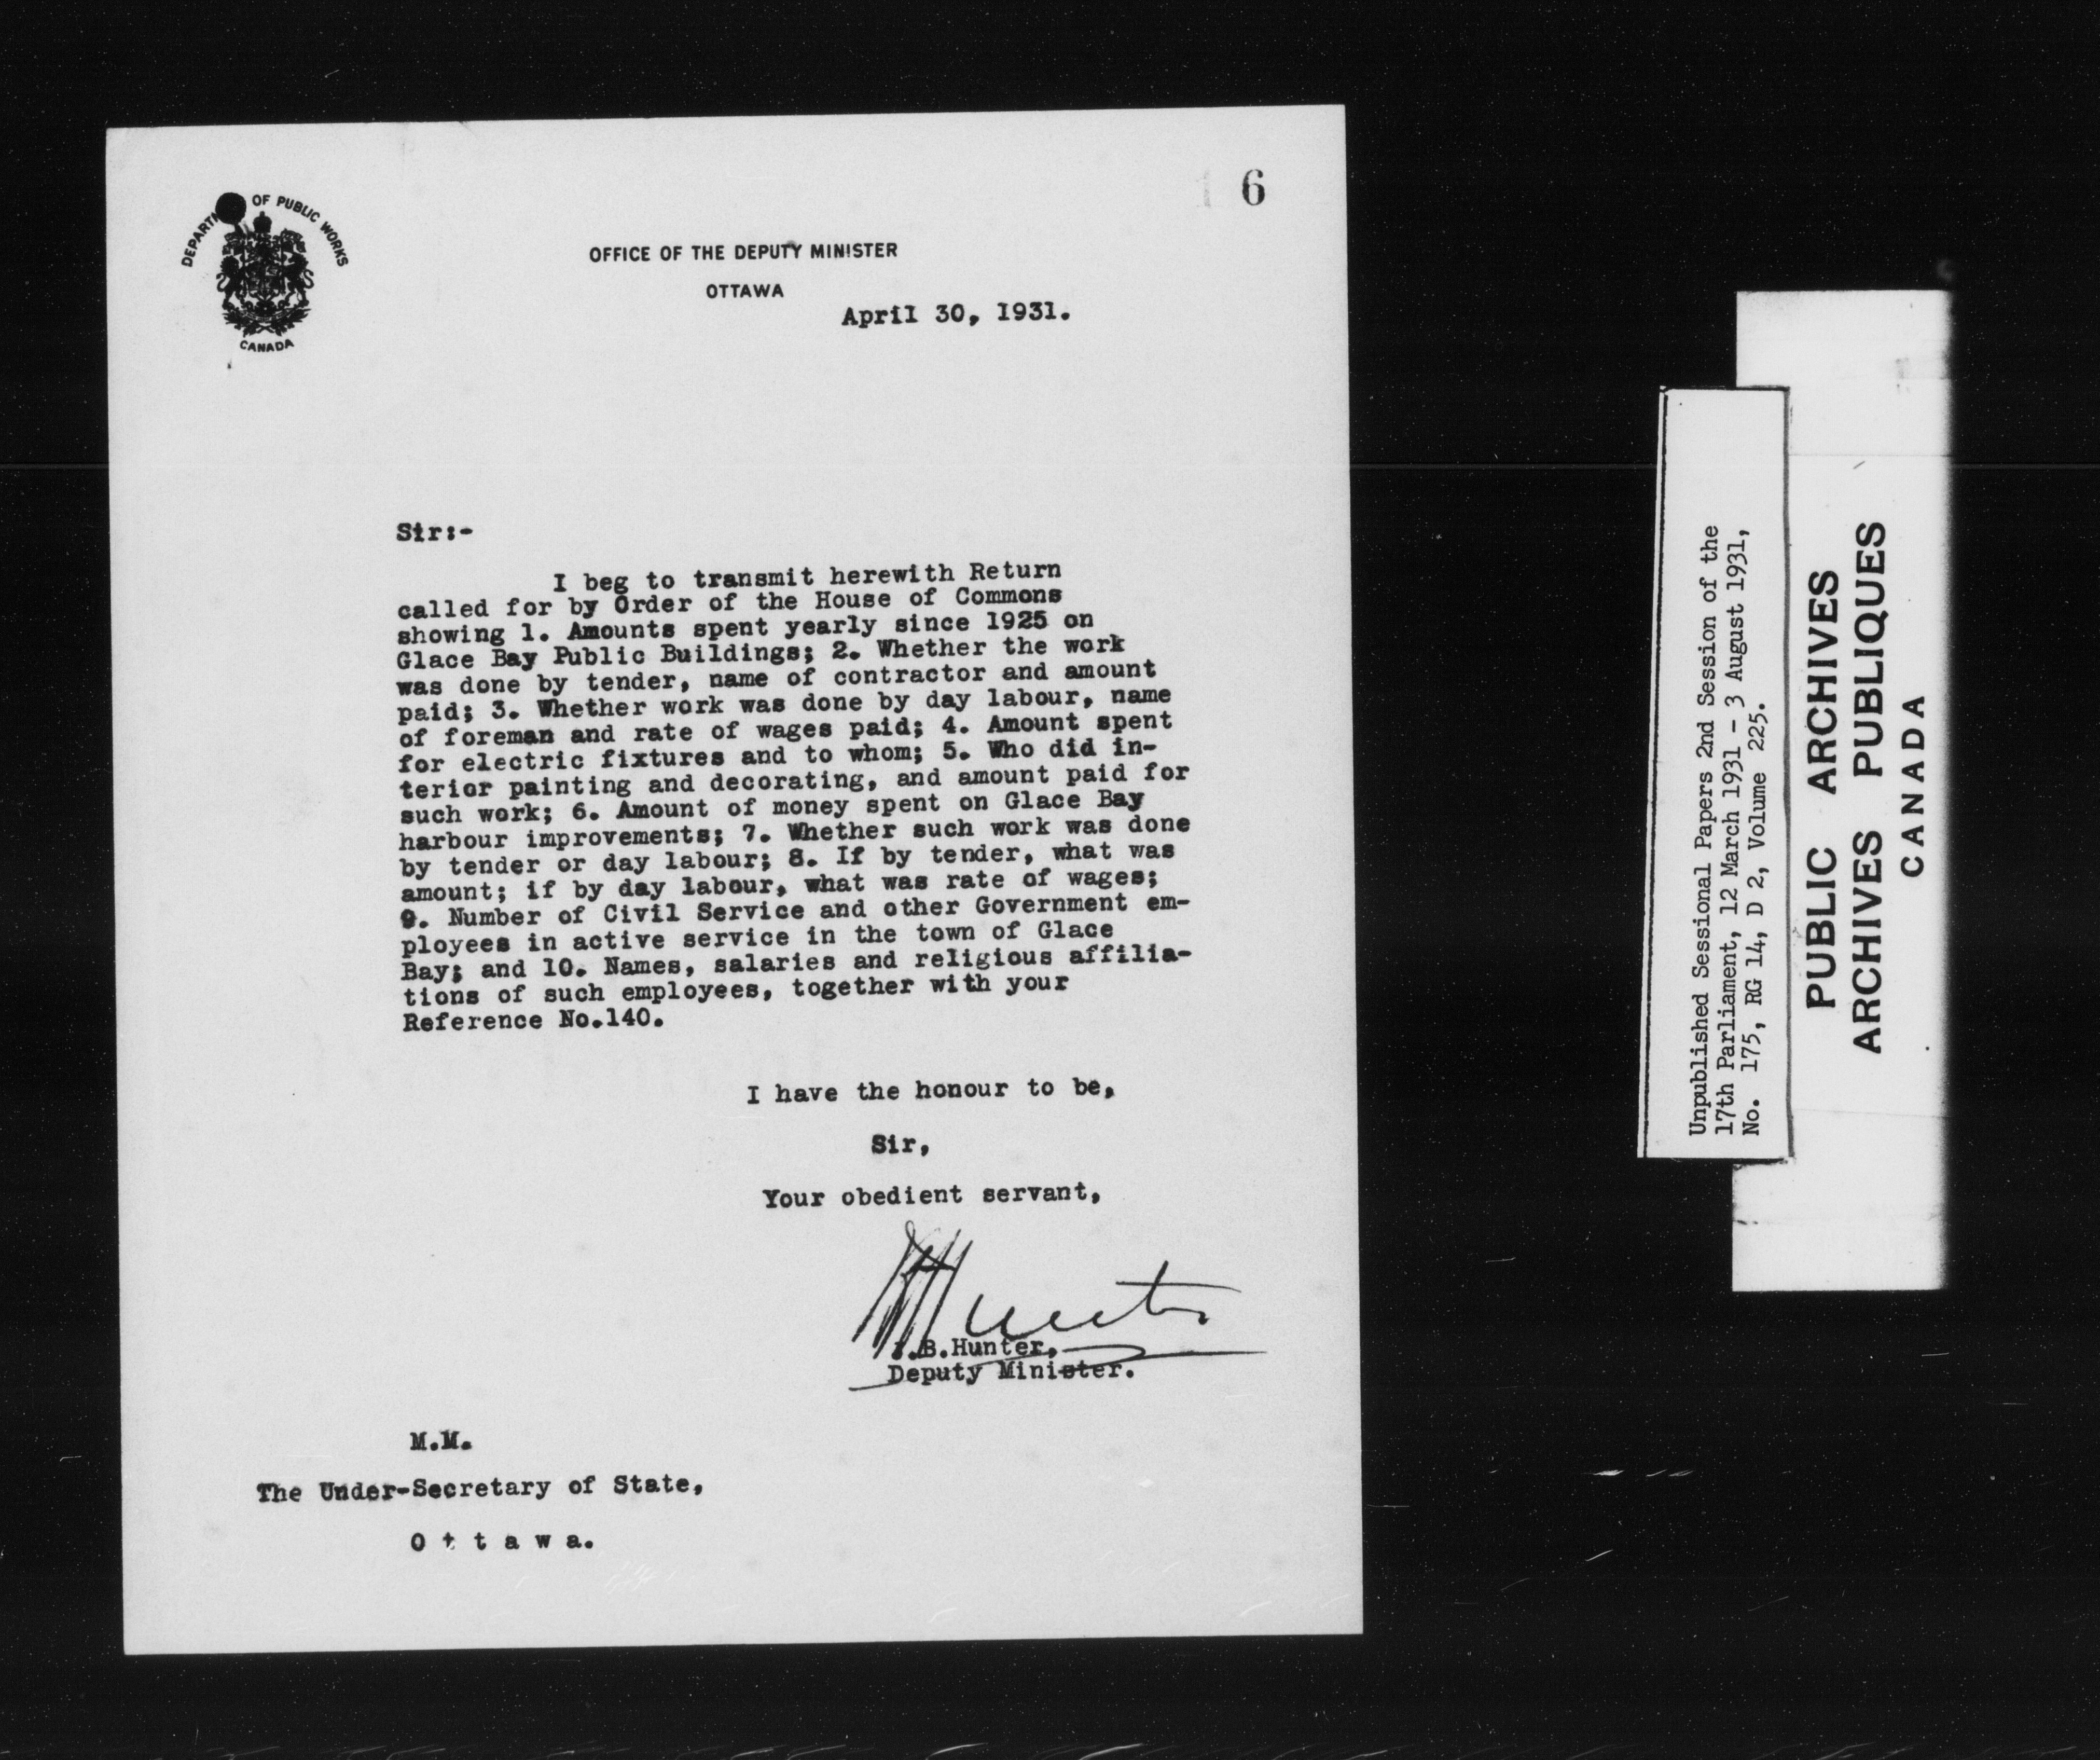 6
OF PUBLIC WORKS
CANADA
OFFICE OF THE DEPUTY MINISTER
OTTAWA
April 30, 1931.
Sir:-
I beg to transmit herewith Return
called for by Order of the House of Commons
showing 1. Amounts spent yearly since 1925 on
Glace Bay Public Buildings; 2. Whether the work
was done by tender, name of contractor and amount
paid; 3. Whether work was done by day labour, name
of foreman and rate of wages paid; 4. Amount spent
for electric fixtures and to whom; 5. Who did in-
terior painting and decorating, and amount paid for
such work; 6. Amount of money spent on Glace Bay
harbour improvements; 7. Whether such work was done
by tender or day labour; 8. If by tender, what was
amount; if by day labour, what was rate of wages;
9. Number of Civil Service and other Government em-
ployees in active service in the town of Glace
Bay; and 10. Names, salaries and religious affilia-
tions of such employees, together with your
Reference No.140.
I have the honour to be,
Sir,
Your obedient servant,
Hunter
B.Hunter,
Deputy Minister.
M.M.
The Under-Secretary of State,
O t t a w a.
Unpublished Sessional Papers 2nd Session of the
17th Parliament, 12 March 1931 - 3 August 1931,
No. 175, RG 14, D 2, Volume 225.
PUBLIC ARCHIVES
ARCHIVES PUBLIQUES
CANADA